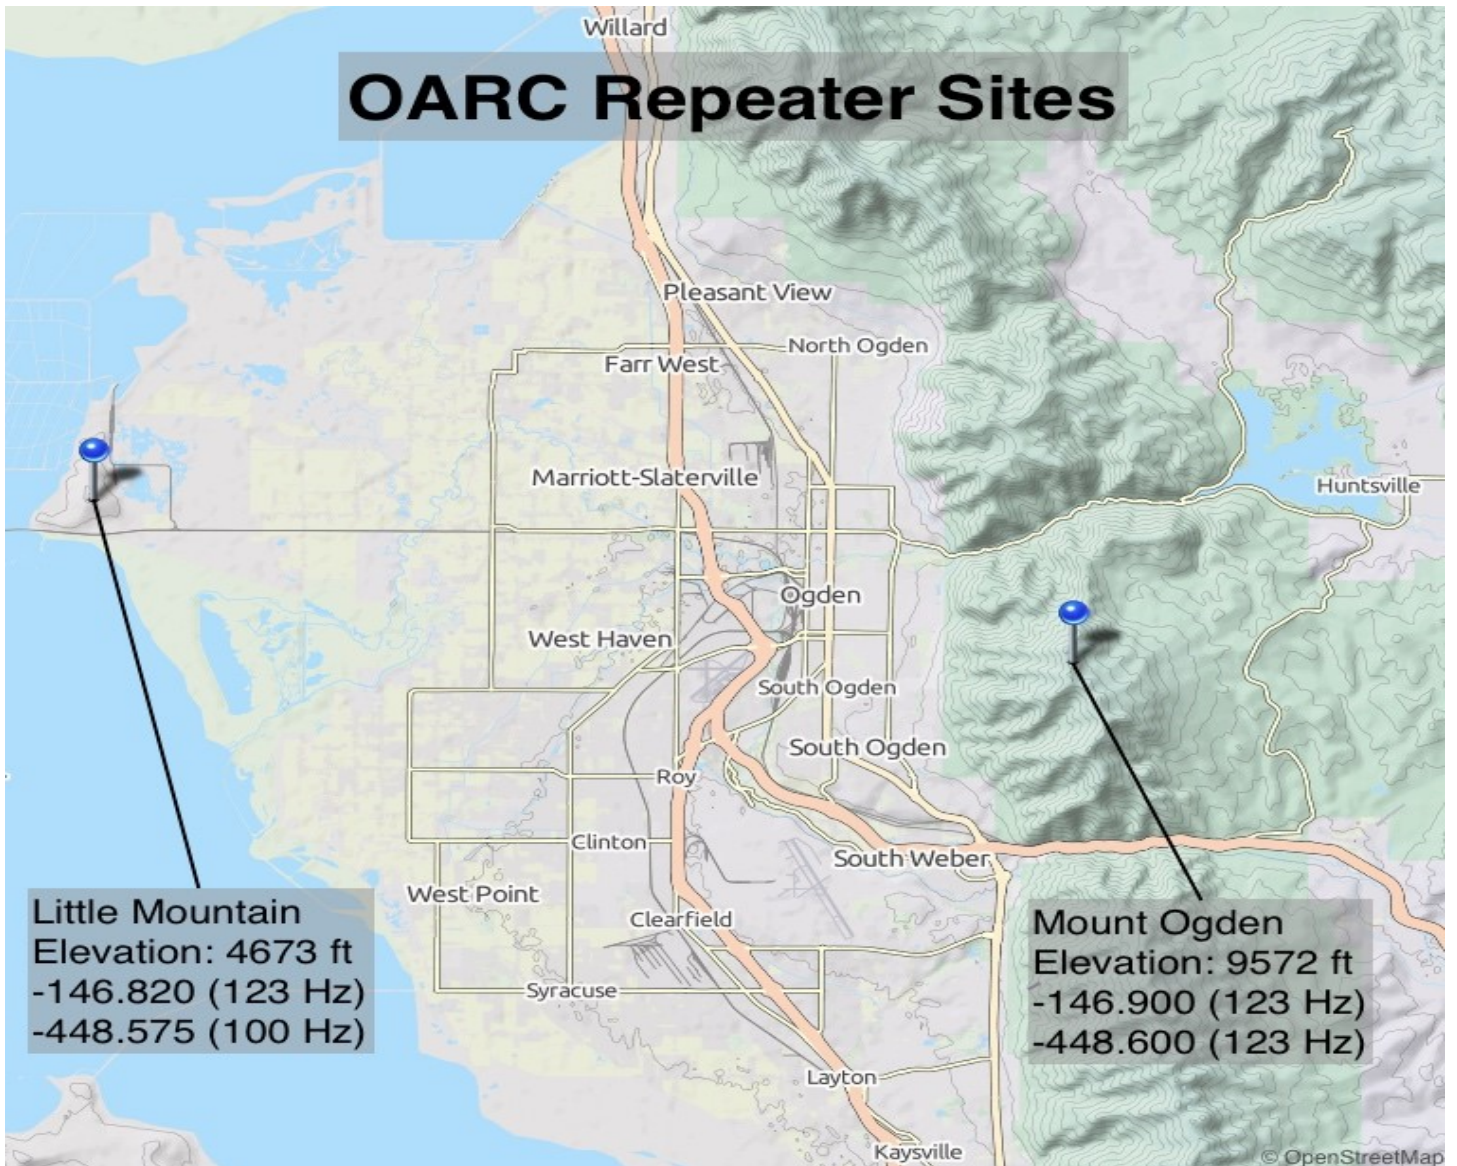 Willard
OARC Repeater Sites
Pleasant View
North Ogden
Farr West
Marriott-Slaterville
Huntsville
Ogden
West Haven
South Ogden
South Ogden
Roy
Clinton
South Weber
West Point
Clearfield
Little Mountain
Elevation: 4673 ft
-146.820 (123 Hz)
-448.575 (100 Hz)
Mount Ogden
Elevation: 9572 ft
-146.900 (123 Hz)
-448.600 (123 Hz)
Syracuse
Layton
Kaysville
© OpenStreetMap